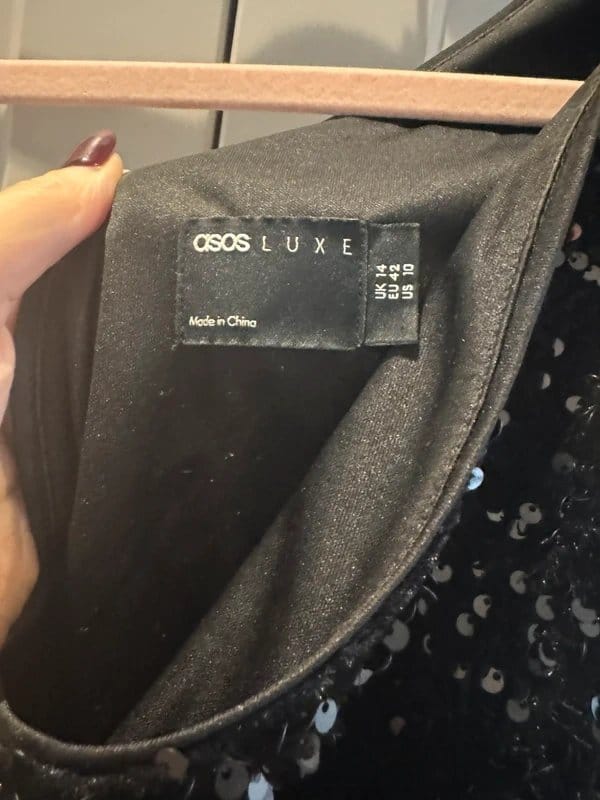 asos LUXE
Made in China
UK 14
EU 42
US 10